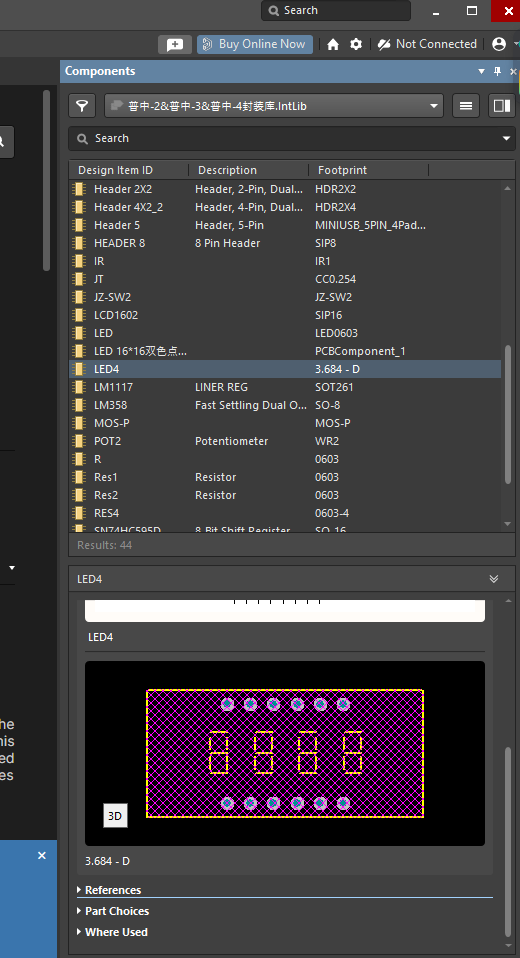 Search
Buy Online Now
Not Connected
Components
普中-2&普中-3&普中-4封装库.IntLib
Search
Design Item ID Description Footprint
Header 2X2 Header, 2-Pin, Dual... HDR2X2
Header 4X2_2 Header, 4-Pin, Dual... HDR2X4
Header 5 Header, 5-Pin MINIUSB_5PIN_4Pad...
HEADER 8 8 Pin Header SIP8
IR IR1
JT CC0.254
JZ-SW2 JZ-SW2
LCD1602 SIP16
LED LED0603
LED 16*16双色点... PCBComponent_1
LED4 3.684 - D
LM1117 LINER REG SOT261
LM358 Fast Settling Dual O... SO-8
MOS-P MOS-P
POT2 Potentiometer WR2
R 0603
Res1 Resistor 0603
Res2 Resistor 0603
RES4 0603-4
SN74HC595D 8-Bit Shift Register SO-16
Results: 44
LED4
LED4
he
his
ed
es
3D
3.684 - D
References
Part Choices
Where Used